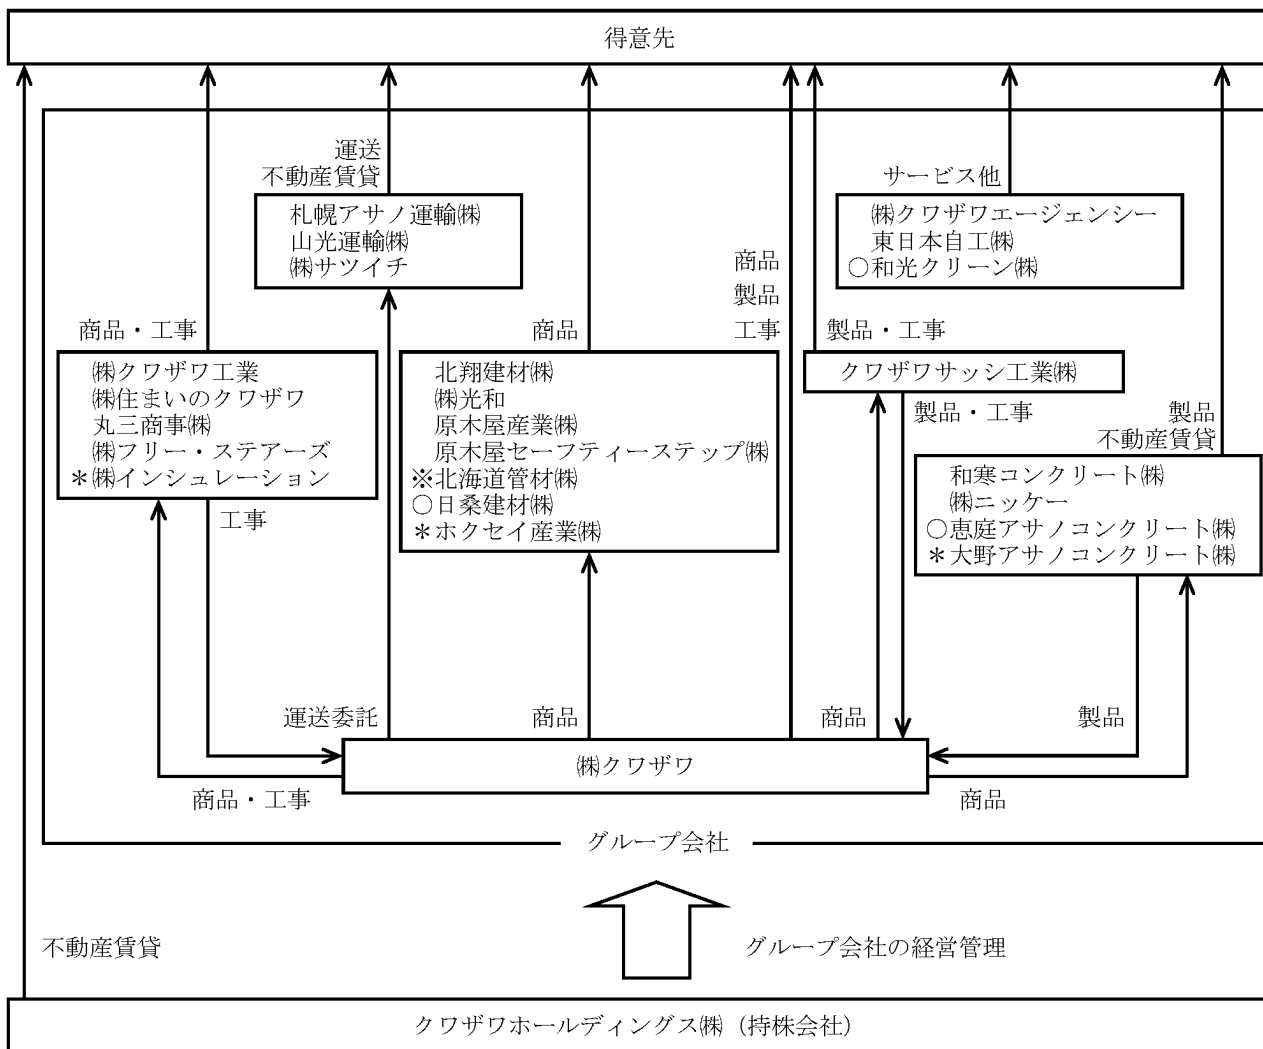 得意先
運送
不動産賃貸
札幌アサノ運輸㈱
山光運輸㈱
㈱サツイチ
サービス他
㈱クワザワエージェンシー
東日本自工㈱
○和光クリーン㈱
商品・工事
㈱クワザワ工業
㈱住まいのクワザワ
丸三商事㈱
㈱フリー・ステアーズ
＊㈱インシュレーション
商品
北翔建材㈱
㈱光和
原木屋産業㈱
原木屋セーフティーステップ㈱
※北海道管材㈱
○日桑建材㈱
＊ホクセイ産業㈱
商品
製品
工事
製品・工事
クワザワサッシ工業㈱
製品・工事
製品
不動産賃貸
和寒コンクリート㈱
㈱ニッケー
○恵庭アサノコンクリート㈱
＊大野アサノコンクリート㈱
工事
運送委託
商品
商品
製品
㈱クワザワ
商品・工事
商品
グループ会社
不動産賃貸
グループ会社の経営管理
クワザワホールディングス㈱（持株会社）